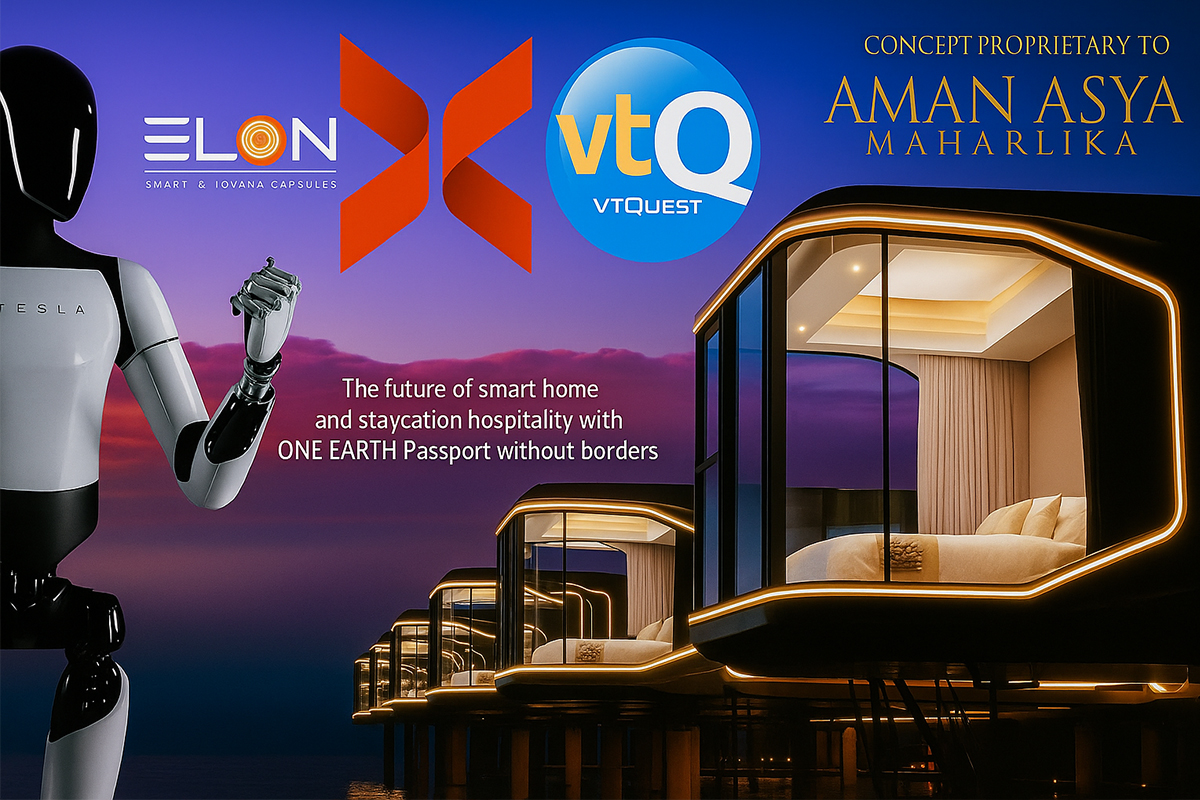 TESLA
ELON
SMART & IOVANA CAPSULES
vtQ
VTQUEST
CONCEPT PROPRIETARY TO
AMAN ASYA
MAHARLIKA
The future of smart home
and staycation hospitality with
ONE EARTH Passport without borders